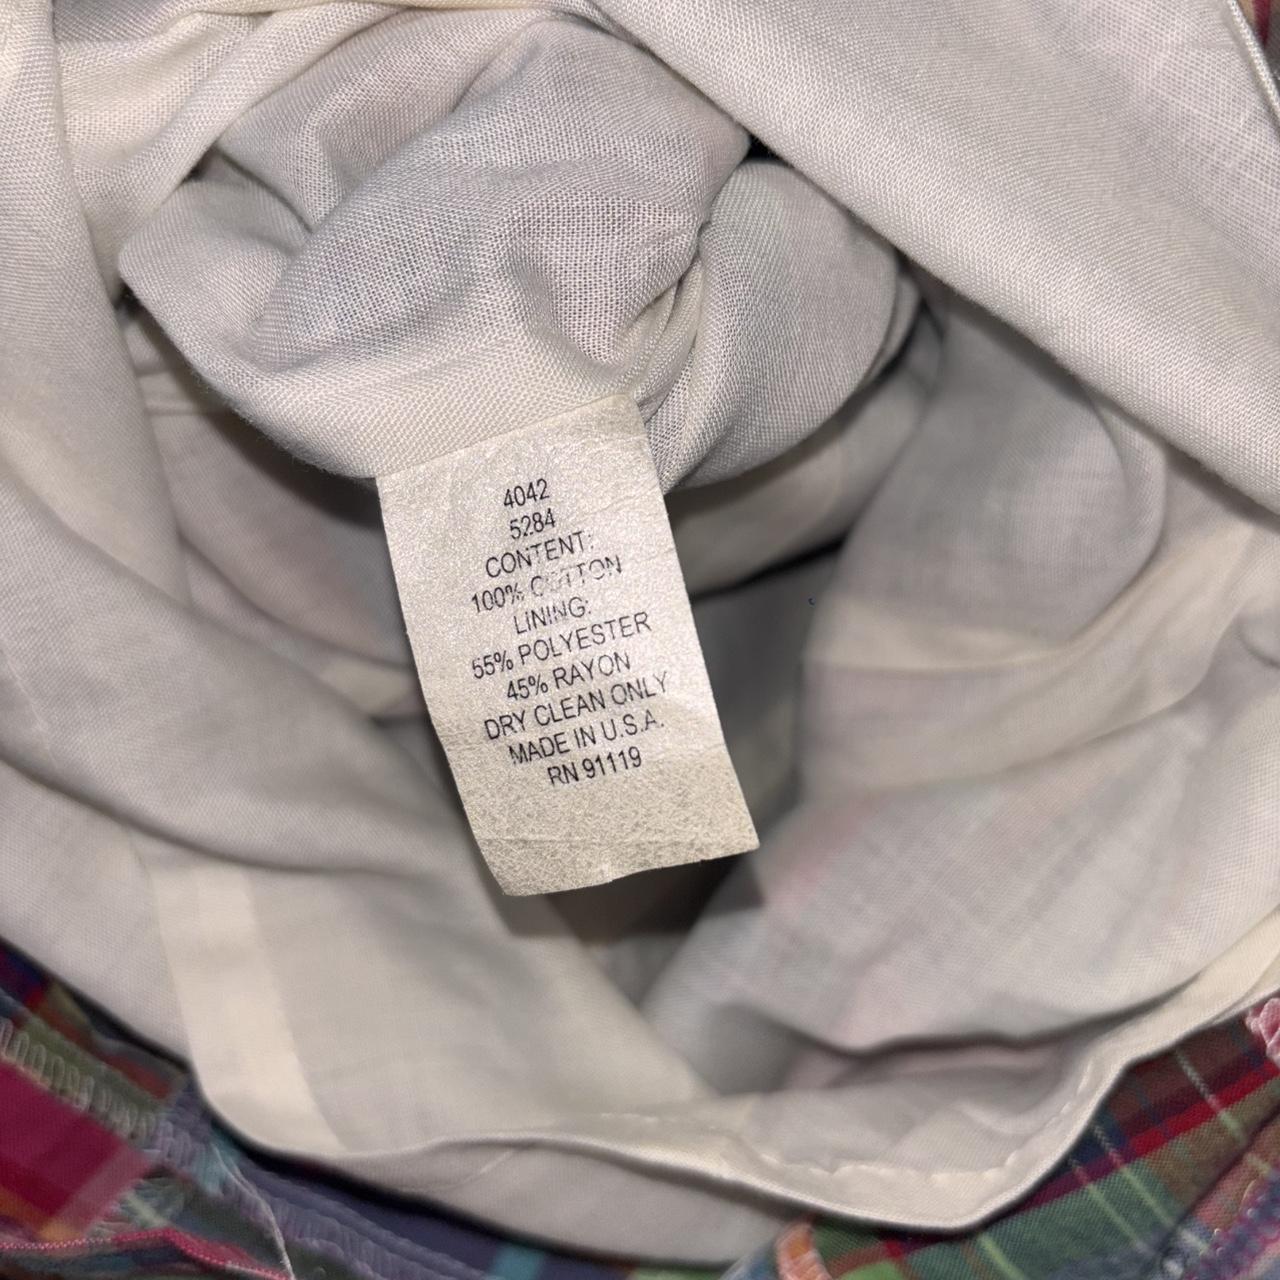 4042
5284
CONTENT:
100% COTTON
LINING:
55% POLYESTER
45% RAYON
DRY CLEAN ONLY
MADE IN U.S.A.
RN 91119